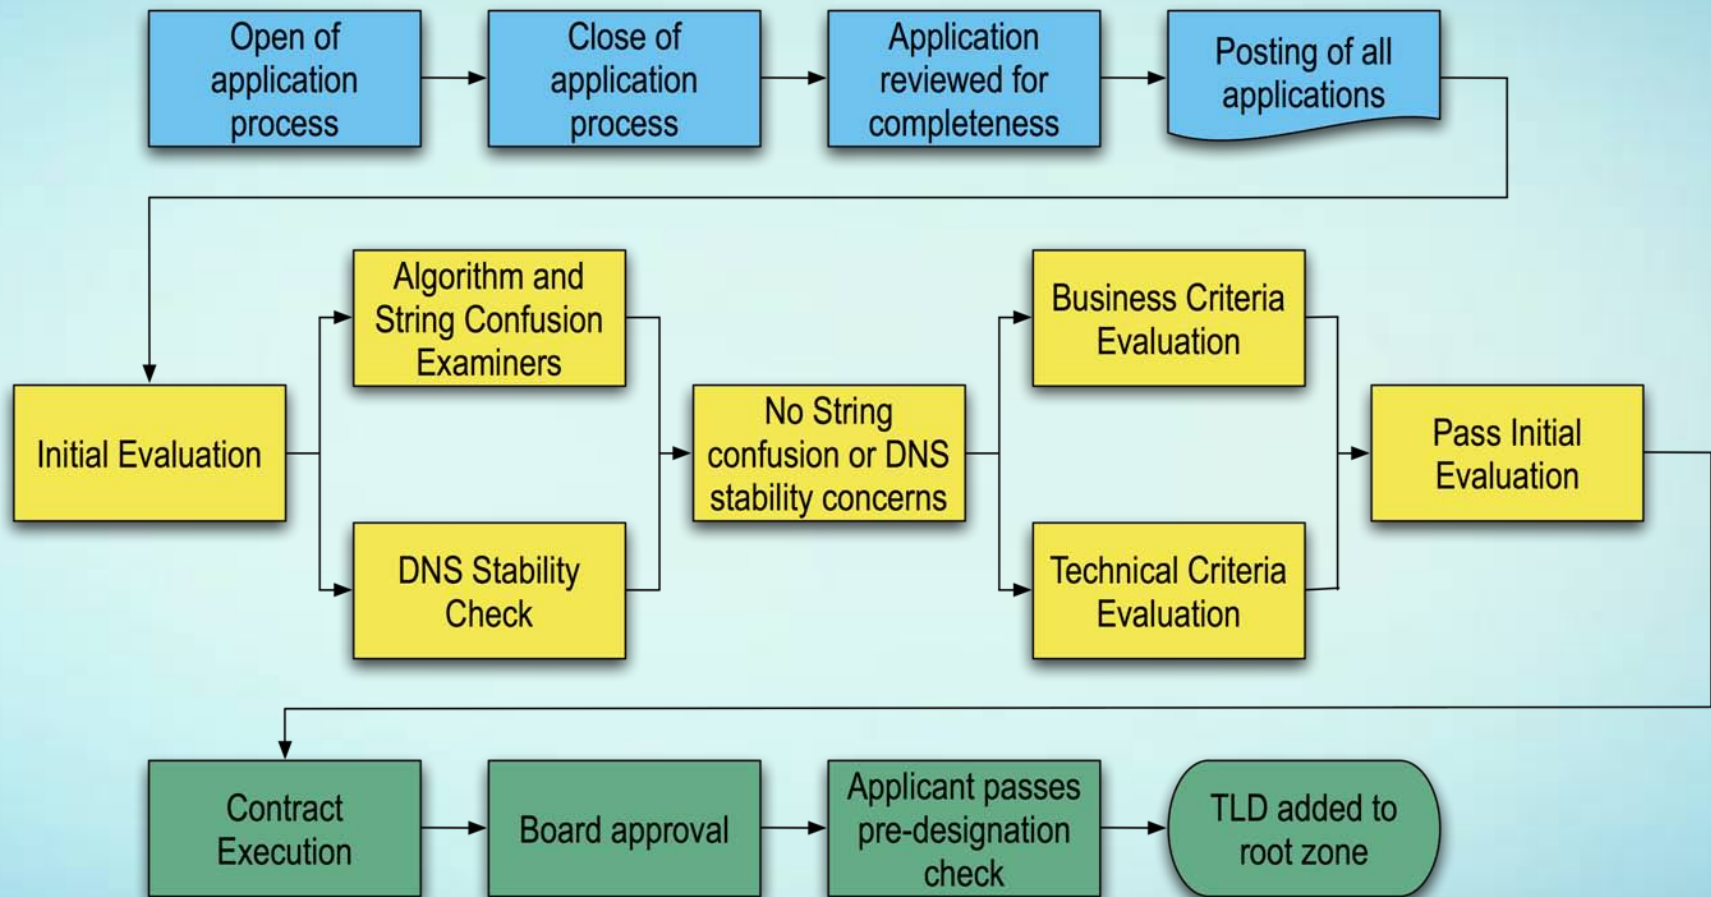 Open of
application
process
Close of
application
process
Application
reviewed for
completeness
Posting of all
applications
Initial Evaluation
Algorithm and
String Confusion
Examiners
DNS Stability
Check
No String
confusion or DNS
stability concerns
Business Criteria
Evaluation
Technical Criteria
Evaluation
Pass Initial
Evaluation
Contract
Execution
Board approval
Applicant passes
pre-designation
check
TLD added to
root zone